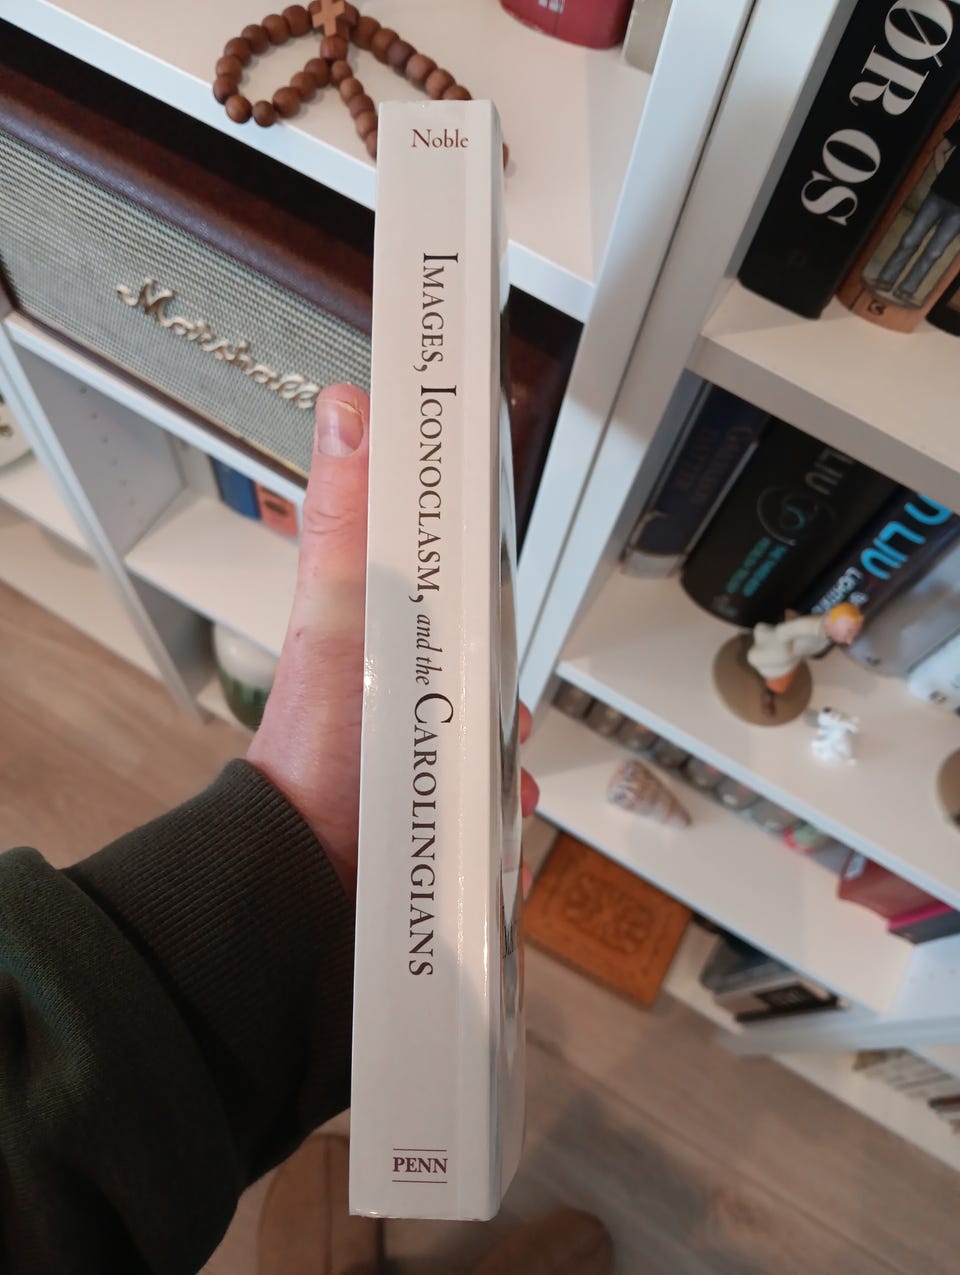 Noble
IMAGES, ICONOCLASM, and the CAROLINGIANS
PENN
Marshall
ØR OS
LIU
LIU